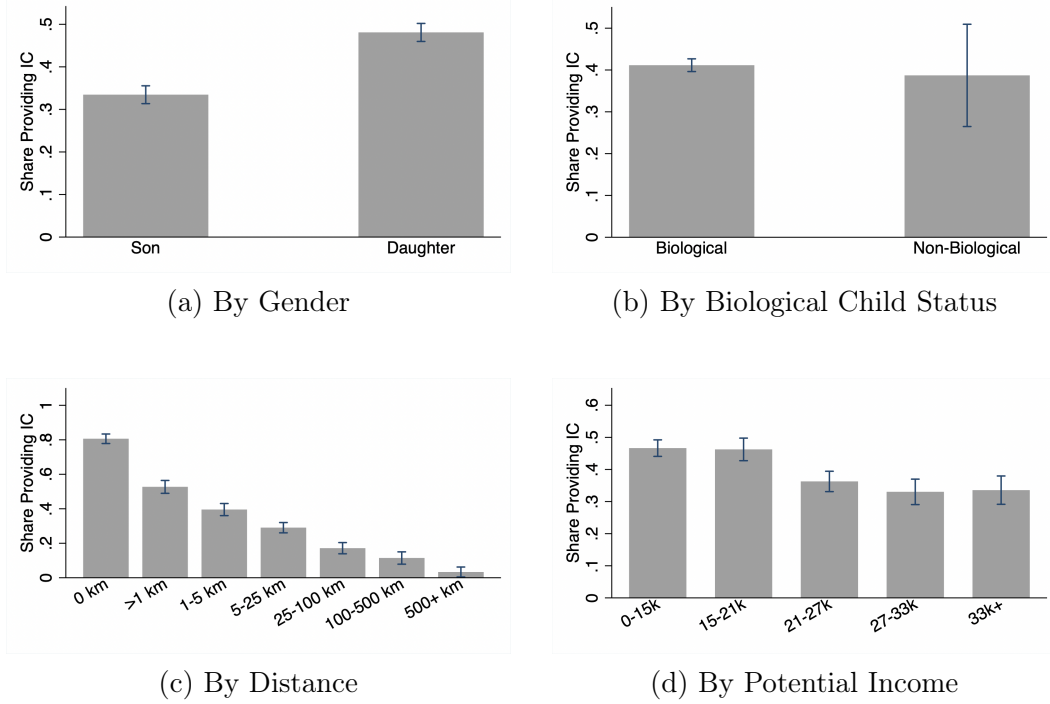 Share Providing IC
.5
.4
.3
.2
.1
0
Son Daughter
(a) By Gender
Share Providing IC
.5
.4
.3
.2
.1
0
Biological Non-Biological
(b) By Biological Child Status
Share Providing IC
1
.8
.6
.4
.2
0
0 km >1 km 1-5 km 5-25 km 25-100 km 100-500 km 500+ km
(c) By Distance
Share Providing IC
.6
.5
.4
.3
.2
.1
0
0-15k 15-21k 21-27k 27-33k 33k+
(d) By Potential Income